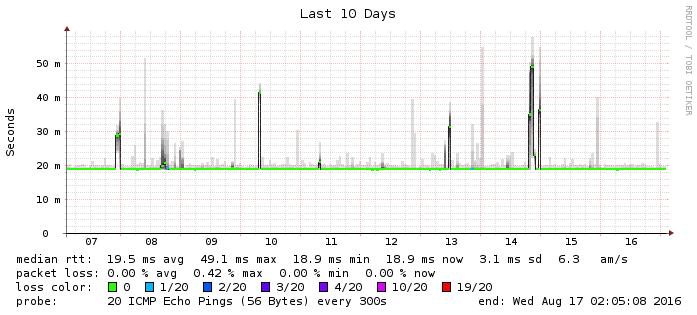 Last 10 Days
RRDTOOL / TOBI OETIKER
Seconds
50 m
40 m
30 m
20 m
10 m
0
07 08 09 10 11 12 13 14 15 16
median rtt: 19.5 ms avg 49.1 ms max 18.9 ms min 18.9 ms now 3.1 ms sd 6.3 am/s
packet loss: 0.00 % avg 0.42 % max 0.00 % min 0.00 % now
loss color: 0 1/20 2/20 3/20 4/20 10/20 19/20
probe: 20 ICMP Echo Pings (56 Bytes) every 300s end: Wed Aug 17 02:05:08 2016